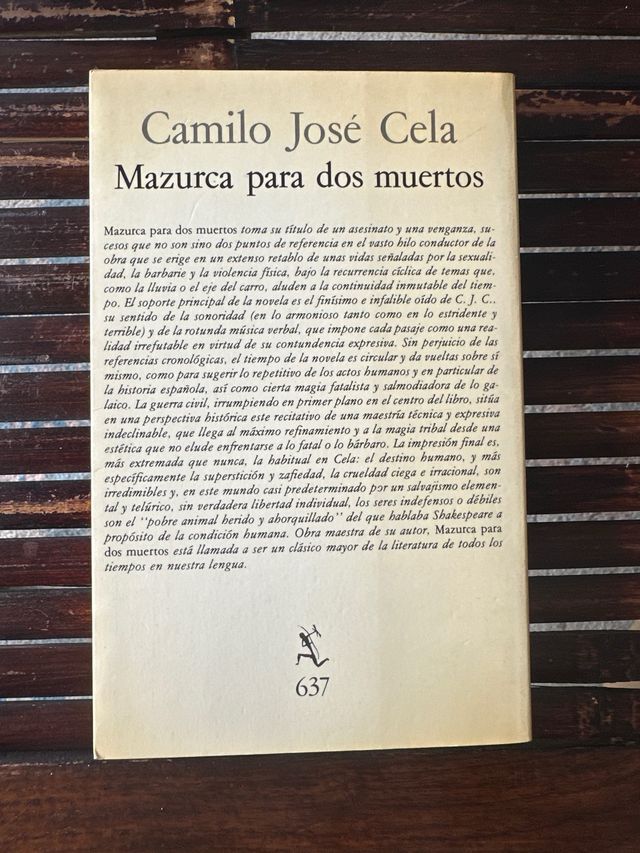 Camilo José Cela
Mazurca para dos muertos
Mazurca para dos muertos toma su título de un asesinato y una venganza, su-
cesos que no son sino dos puntos de referencia en el vasto hilo conductor de la
obra que se erige en un extenso retablo de unas vidas señaladas por la sexuali-
dad, la barbarie y la violencia física, bajo la recurrencia cíclica de temas que,
como la lluvia o el eje del carro, aluden a la continuidad inmutable del tiem-
po. El soporte principal de la novela es el finísimo e infalible oído de C. J. C.,
su sentido de la sonoridad (en lo armonioso tanto como en lo estridente y
terrible) y de la rotunda música verbal, que impone cada pasaje como una rea-
lidad irrefutable en virtud de su contundencia expresiva. Sin perjuicio de las
referencias cronológicas, el tiempo de la novela es circular y da vueltas sobre sí
mismo, como para sugerir lo repetitivo de los actos humanos y en particular de
la historia española, así como cierta magia fatalista y salmodiadora de lo ga-
laico. La guerra civil, irrumpiendo en primer plano en el centro del libro, sitúa
en una perspectiva histórica este recitativo de una maestría técnica y expresiva
indeclinable, que llega al máximo refinamiento y a la magia tribal desde una
estética que no elude enfrentarse a lo fatal o lo bárbaro. La impresión final es,
más extremada que nunca, la habitual en Cela: el destino humano, y más
específicamente la superstición y zafiedad, la crueldad ciega e irracional, son
irredimibles y, en este mundo casi predeterminado por un salvajismo elemen-
tal y telúrico, sin verdadera libertad individual, los seres indefensos o débiles
son el "pobre animal herido y ahorquillado" del que hablaba Shakespeare a
propósito de la condición humana. Obra maestra de su autor, Mazurca para
dos muertos está llamada a ser un clásico mayor de la literatura de todos los
tiempos en nuestra lengua.
637